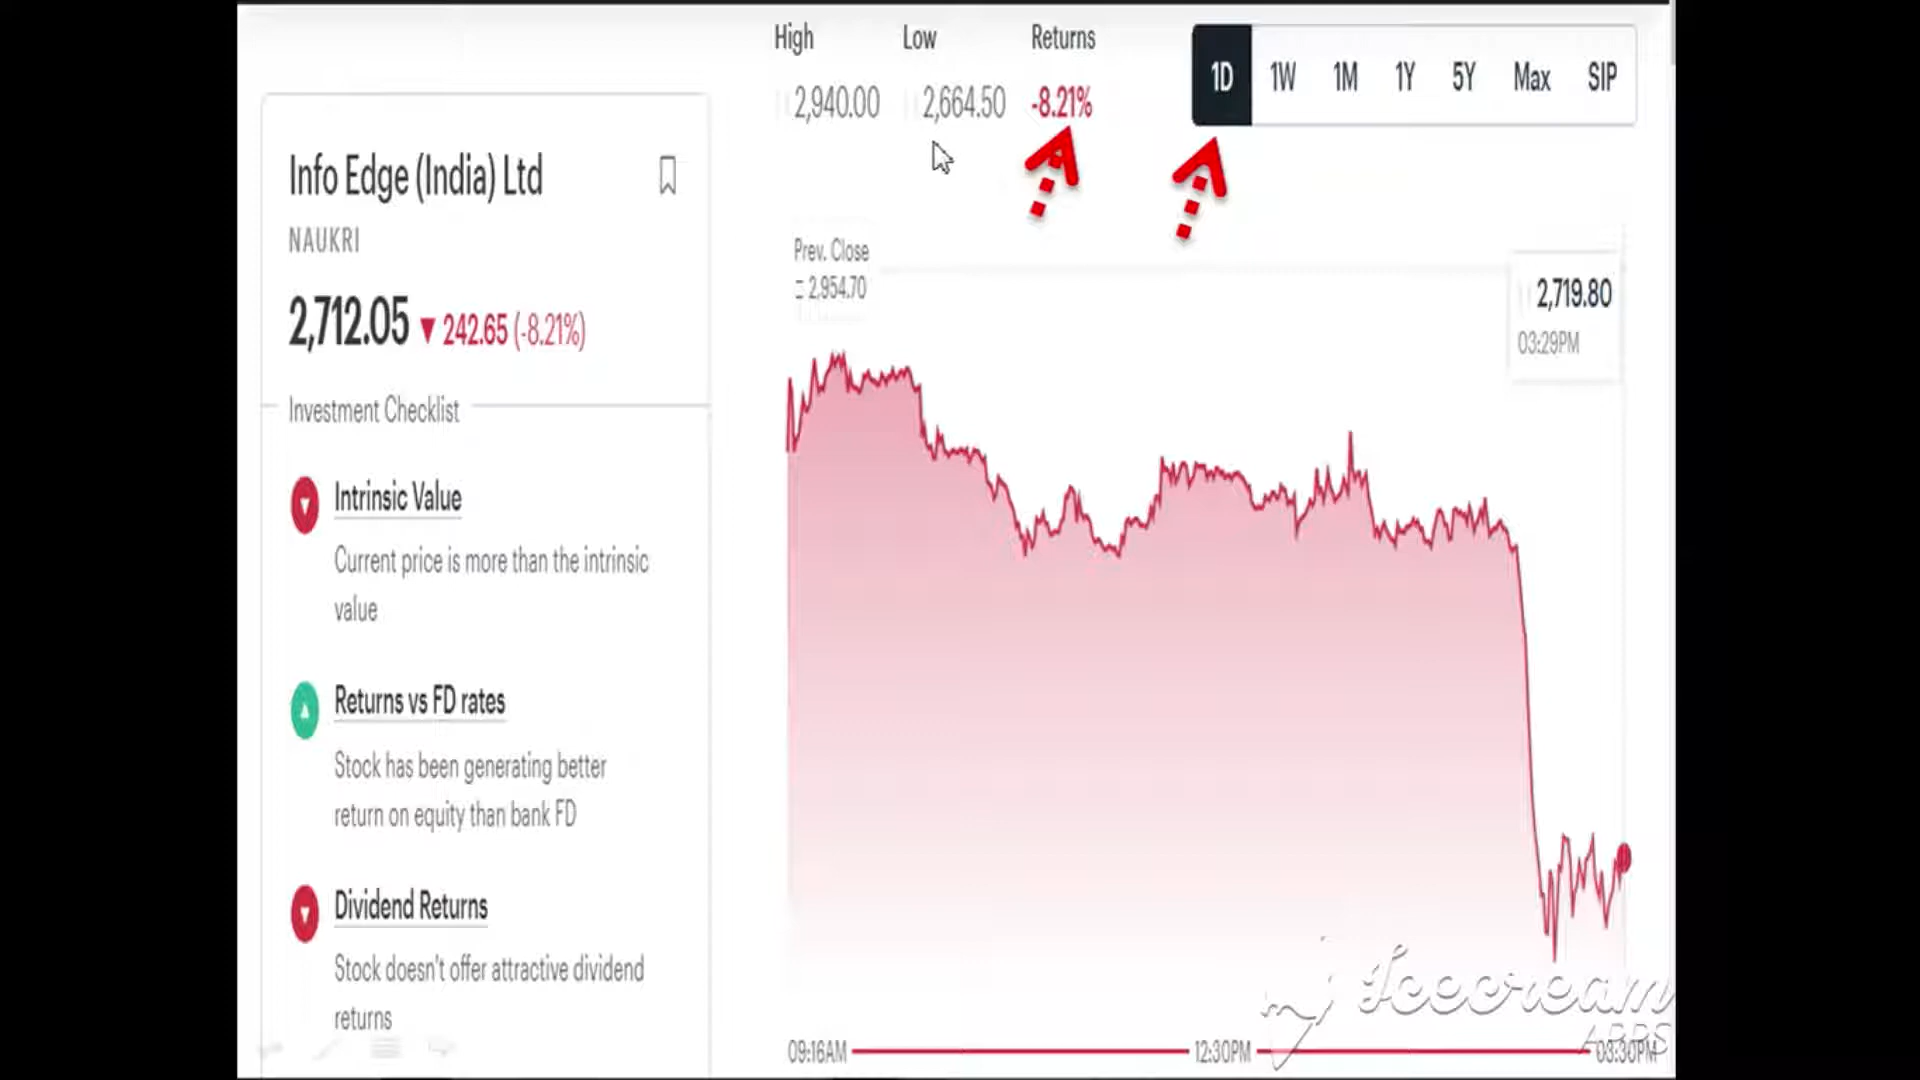 High Low Returns
2,940.00 2,664.50 -8.21%
1D 1W 1M 1Y 5Y Max SIP
Info Edge (India) Ltd
NAUKRI
2,712.05 ▼ 242.65 (-8.21%)
Investment Checklist
Intrinsic Value
Current price is more than the intrinsic
value
Returns vs FD rates
Stock has been generating better
return on equity than bank FD
Dividend Returns
Stock doesn't offer attractive dividend
returns
Prev. Close
2,954.70
2,719.80
03:29PM
09:16AM 12:30PM 03:30PM
Icecream
APPS